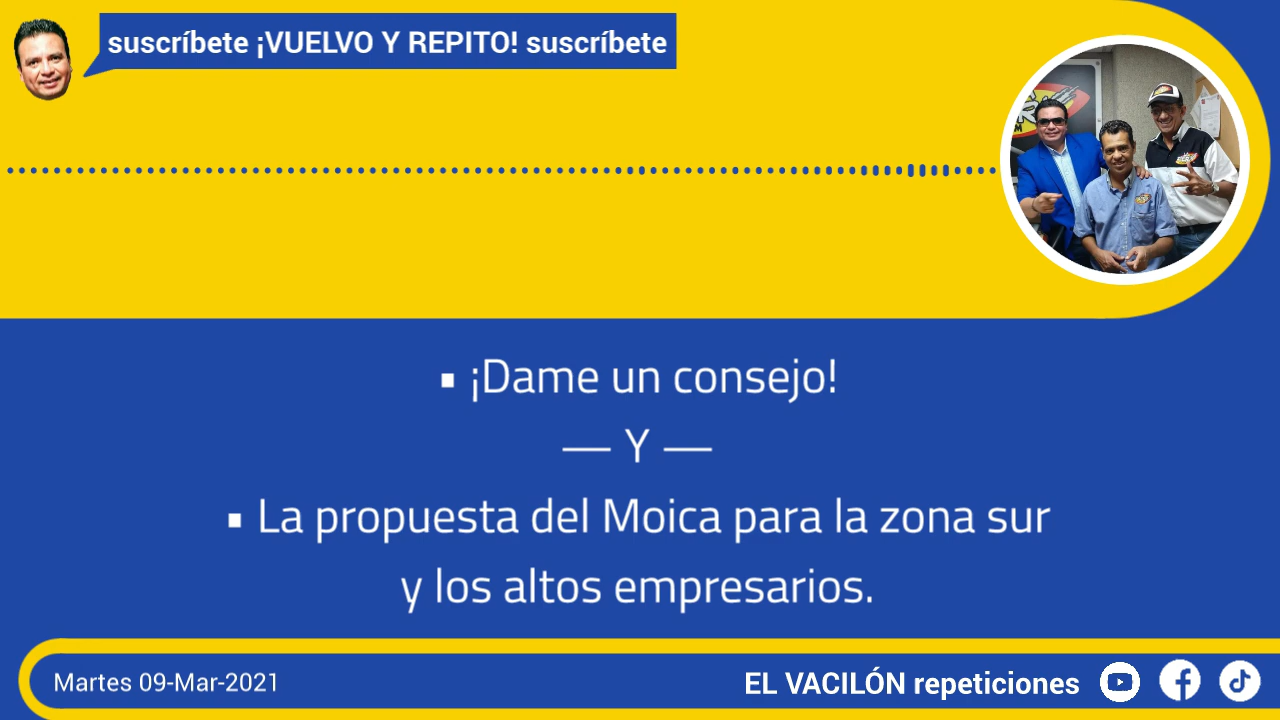 suscríbete ¡VUELVO Y REPITO! suscríbete
▪ ¡Dame un consejo!
— Y —
▪ La propuesta del Moica para la zona sur
y los altos empresarios.
Martes 09-Mar-2021
EL VACILÓN repeticiones